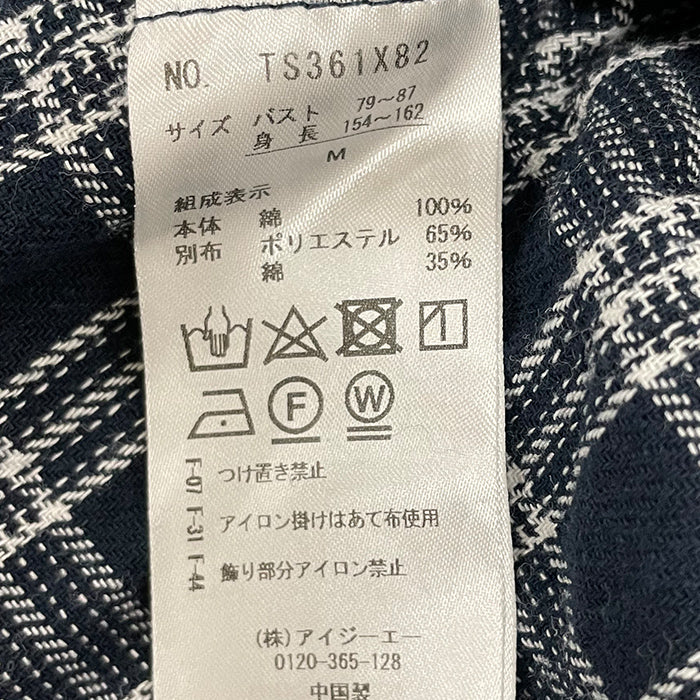 NO. TS361X82
サイズ バスト 79～87
身 長 154～162
M
組成表示
本体 綿 100%
別布 ポリエステル 65%
綿 35%
F
W
F-07 つけ置き禁止
F-31 アイロン掛けはあて布使用
F-44 飾り部分アイロン禁止
(株)アイジーエー
0120-365-128
中国製